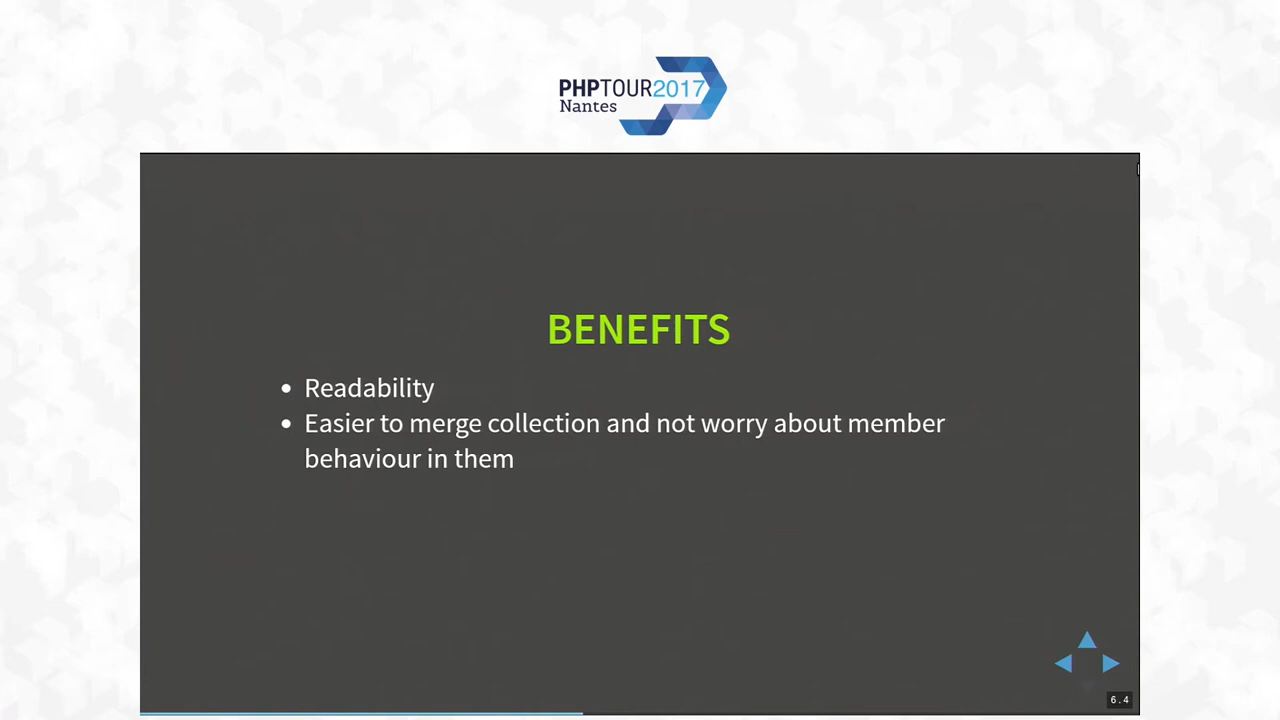 PHPTOUR2017
Nantes
BENEFITS
• Readability
• Easier to merge collection and not worry about member
behaviour in them
6.4